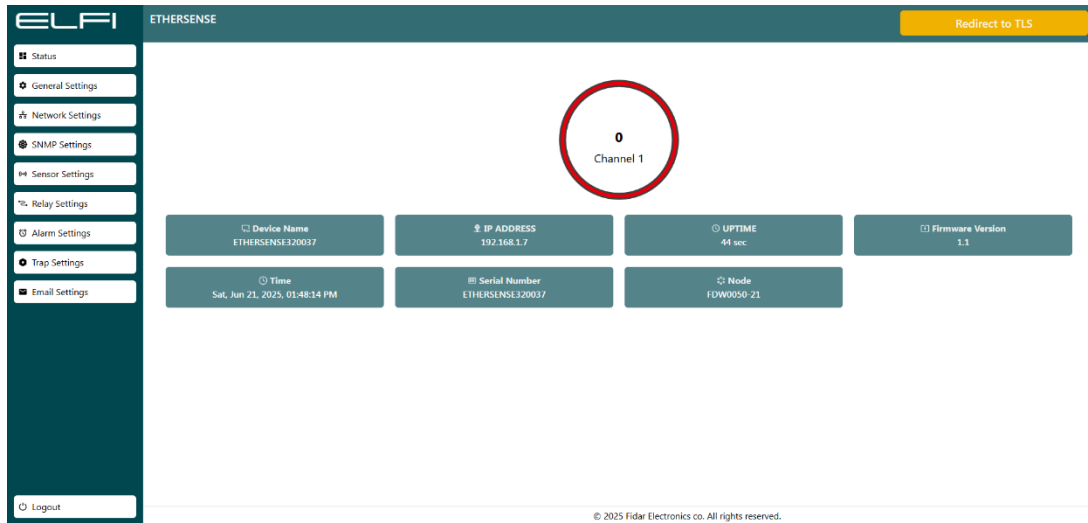 ELFI
ETHERSENSE
Redirect to TLS
Status
General Settings
Network Settings
SNMP Settings
Sensor Settings
Relay Settings
Alarm Settings
Trap Settings
Email Settings
Logout
0
Channel 1
Device Name
ETHERSENSE320037
IP ADDRESS
192.168.1.7
UPTIME
44 sec
Firmware Version
1.1
Time
Sat, Jun 21, 2025, 01:48:14 PM
Serial Number
ETHERSENSE320037
Node
FDW0050-21
© 2025 Fidar Electronics co. All rights reserved.